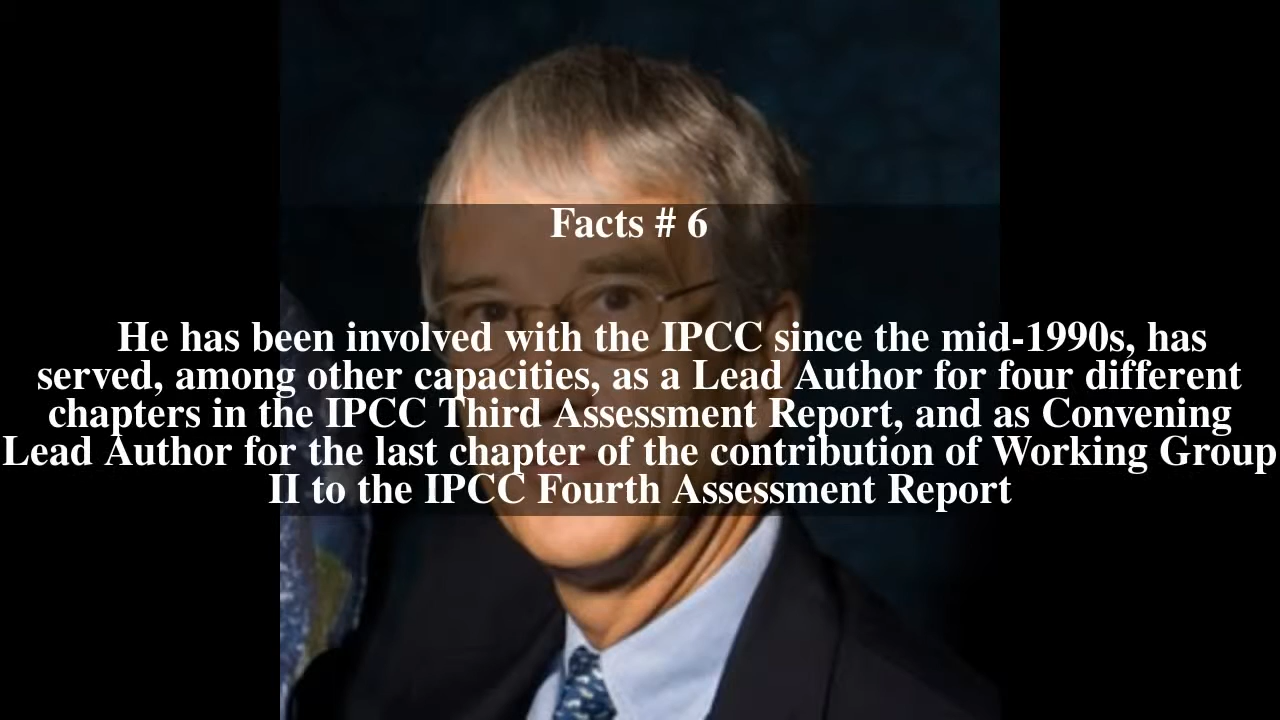 Facts # 6
He has been involved with the IPCC since the mid-1990s, has
served, among other capacities, as a Lead Author for four different
chapters in the IPCC Third Assessment Report, and as Convening
Lead Author for the last chapter of the contribution of Working Group
II to the IPCC Fourth Assessment Report